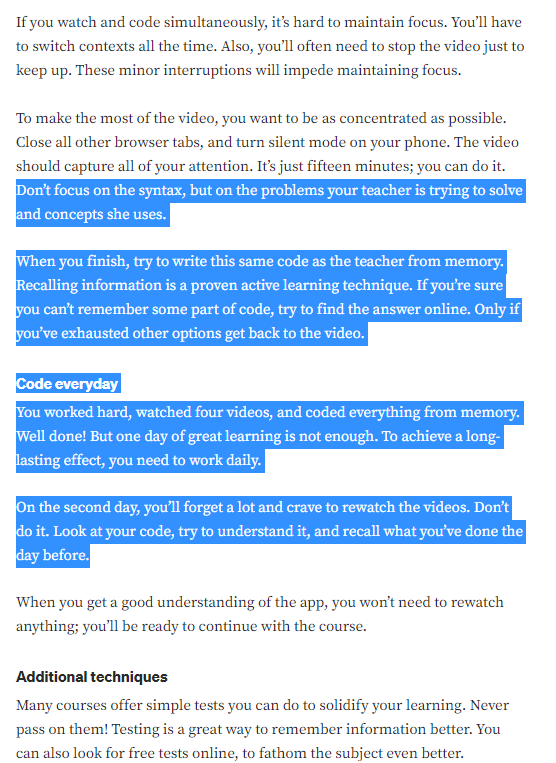 If you watch and code simultaneously, it’s hard to maintain focus. You’ll have
to switch contexts all the time. Also, you’ll often need to stop the video just to
keep up. These minor interruptions will impede maintaining focus.
To make the most of the video, you want to be as concentrated as possible.
Close all other browser tabs, and turn silent mode on your phone. The video
should capture all of your attention. It’s just fifteen minutes; you can do it.
Don’t focus on the syntax, but on the problems your teacher is trying to solve
and concepts she uses.
When you finish, try to write this same code as the teacher from memory.
Recalling information is a proven active learning technique. If you’re sure
you can’t remember some part of code, try to find the answer online. Only if
you’ve exhausted other options get back to the video.
Code everyday
You worked hard, watched four videos, and coded everything from memory.
Well done! But one day of great learning is not enough. To achieve a long-
lasting effect, you need to work daily.
On the second day, you’ll forget a lot and crave to rewatch the videos. Don’t
do it. Look at your code, try to understand it, and recall what you’ve done the
day before.
When you get a good understanding of the app, you won’t need to rewatch
anything; you’ll be ready to continue with the course.
Additional techniques
Many courses offer simple tests you can do to solidify your learning. Never
pass on them! Testing is a great way to remember information better. You
can also look for free tests online, to fathom the subject even better.